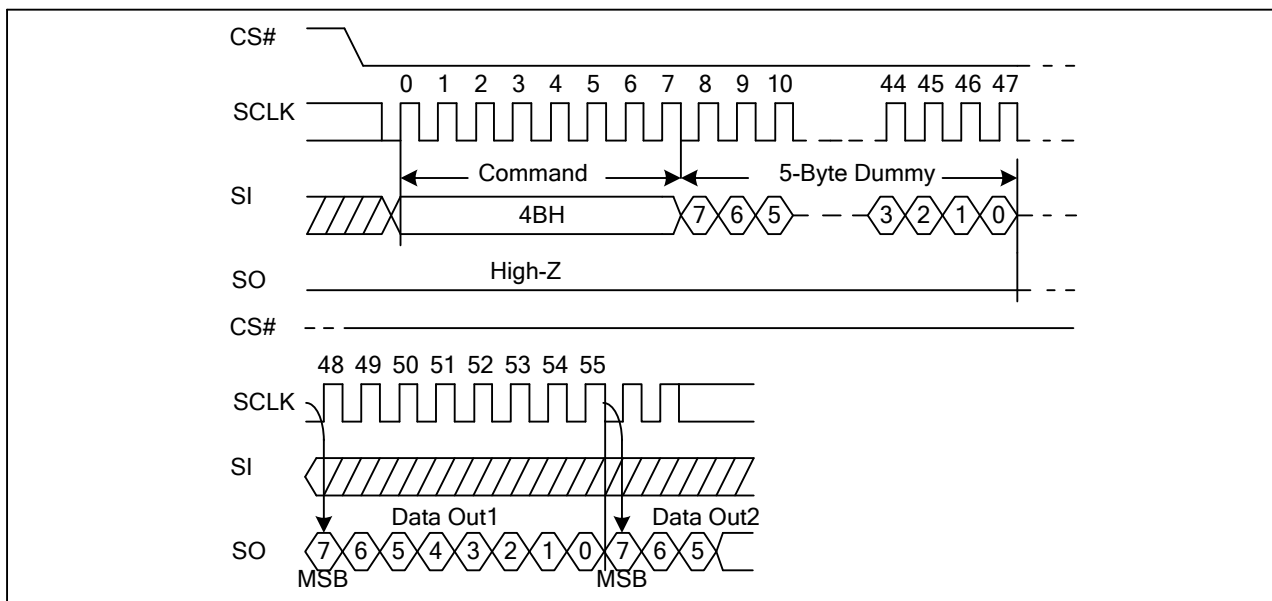 CS#
0 1 2 3 4 5 6 7 8 9 10 44 45 46 47
SCLK
Command 5-Byte Dummy
SI
4BH 7 6 5 3 2 1 0
High-Z
SO
CS#
48 49 50 51 52 53 54 55
SCLK
SI
Data Out1 Data Out2
SO 7 6 5 4 3 2 1 0 7 6 5
MSB MSB